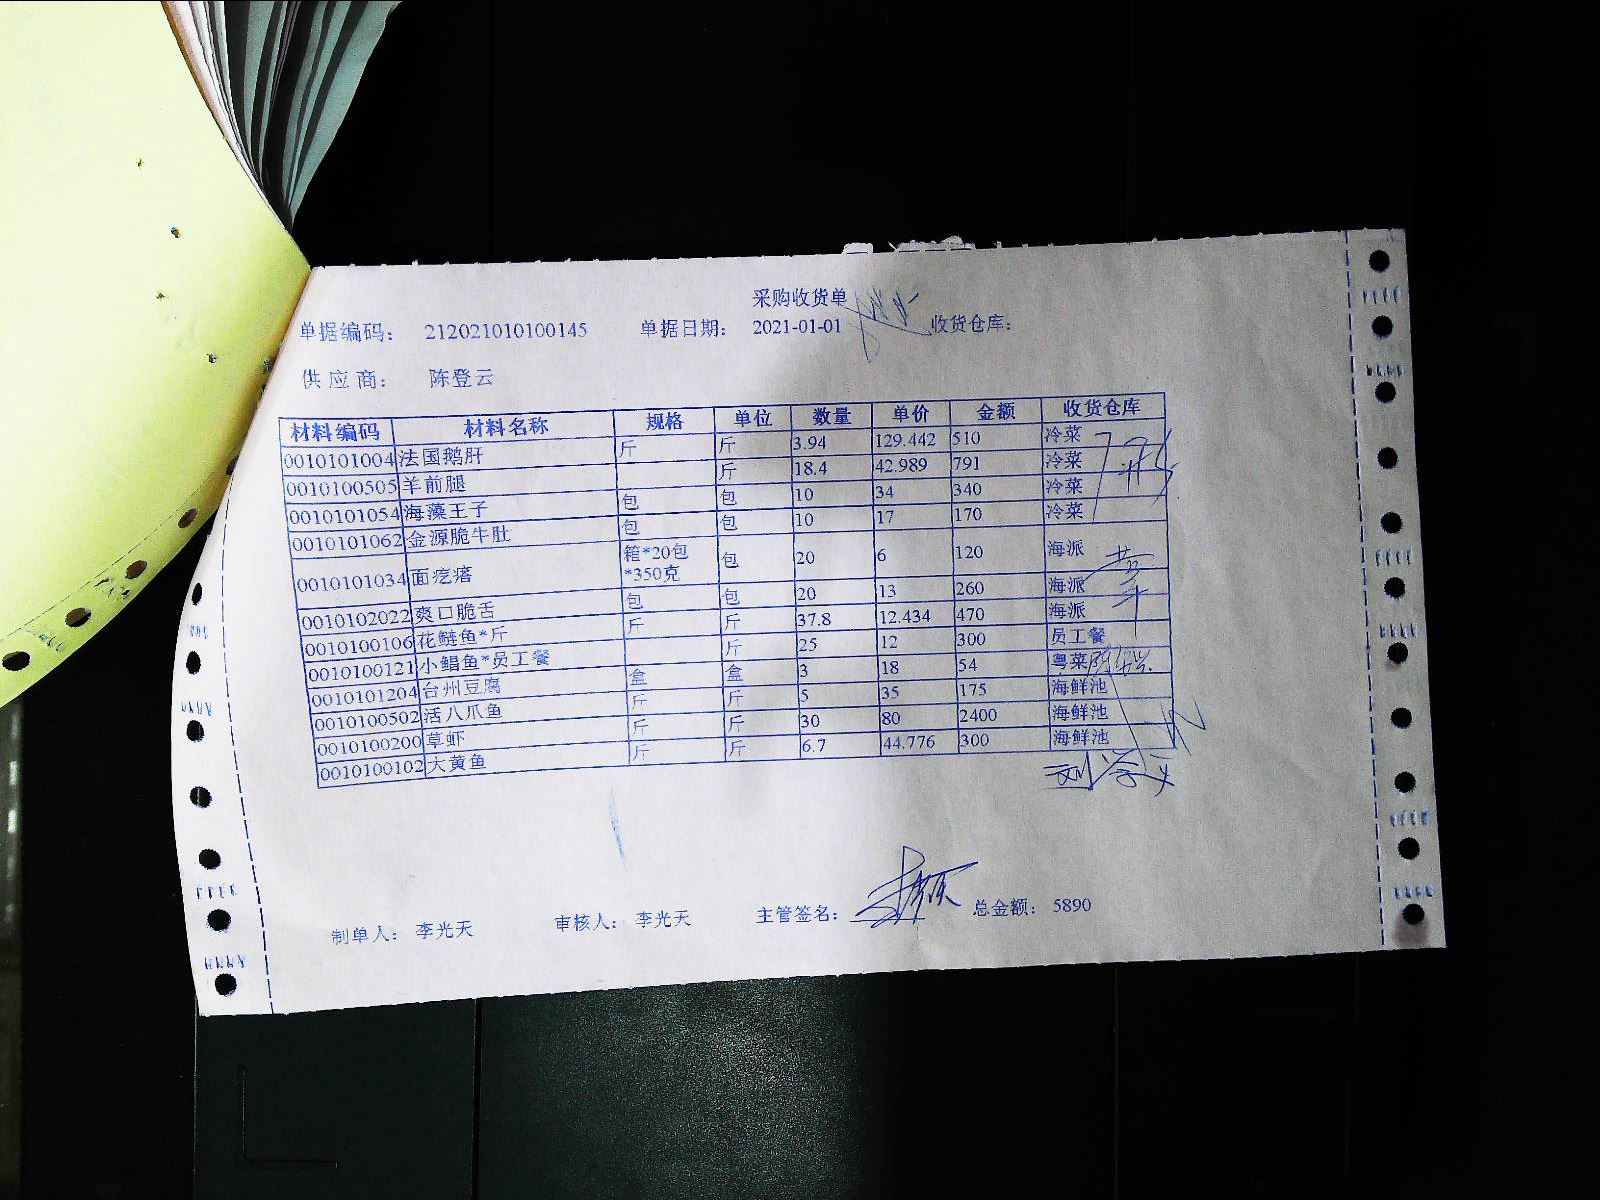 采购收货单
单据编码： 212021010100145 单据日期： 2021-01-01 收货仓库：
供应商： 陈登云
材料编码 材料名称 规格 单位 数量 单价 金额 收货仓库
0010101004 法国鹅肝 斤 斤 3.94 129.442 510 冷菜
0010100505 羊前腿 斤 18.4 42.989 791 冷菜
0010101054 海藻王子 包 包 10 34 340 冷菜
0010101062 金源脆牛肚 包 包 10 17 170 冷菜
0010101034 面疙瘩 箱*20包*350克 包 20 6 120 海派
0010102022 爽口脆舌 包 包 20 13 260 海派
0010100106 花鲢鱼*斤 斤 斤 37.8 12.434 470 海派
0010100121 小鲳鱼*员工餐 斤 25 12 300 员工餐
0010101204 台州豆腐 盒 盒 3 18 54 粤菜
0010100502 活八爪鱼 斤 斤 5 35 175 海鲜池
0010100200 草虾 斤 斤 30 80 2400 海鲜池
0010100102 大黄鱼 斤 斤 6.7 44.776 300 海鲜池
制单人： 李光天 审核人： 李光天 主管签名： 总金额： 5890